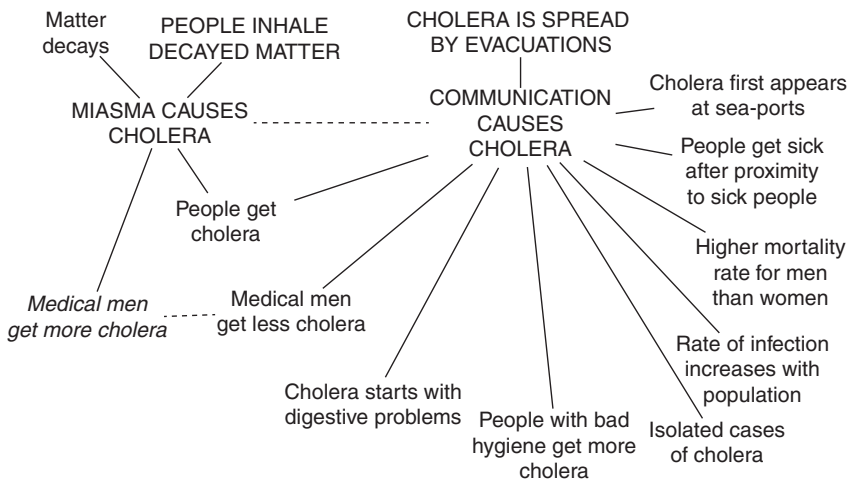 Matter
decays
PEOPLE INHALE
DECAYED MATTER
CHOLERA IS SPREAD
BY EVACUATIONS
MIASMA CAUSES
CHOLERA
COMMUNICATION
CAUSES
CHOLERA
Cholera first appears
at sea-ports
People get sick
after proximity
to sick people
People get
cholera
Higher mortality
rate for men
than women
Medical men
get more cholera
Medical men
get less cholera
Rate of infection
increases with
population
Cholera starts with
digestive problems
People with bad
hygiene get more
cholera
Isolated cases
of cholera